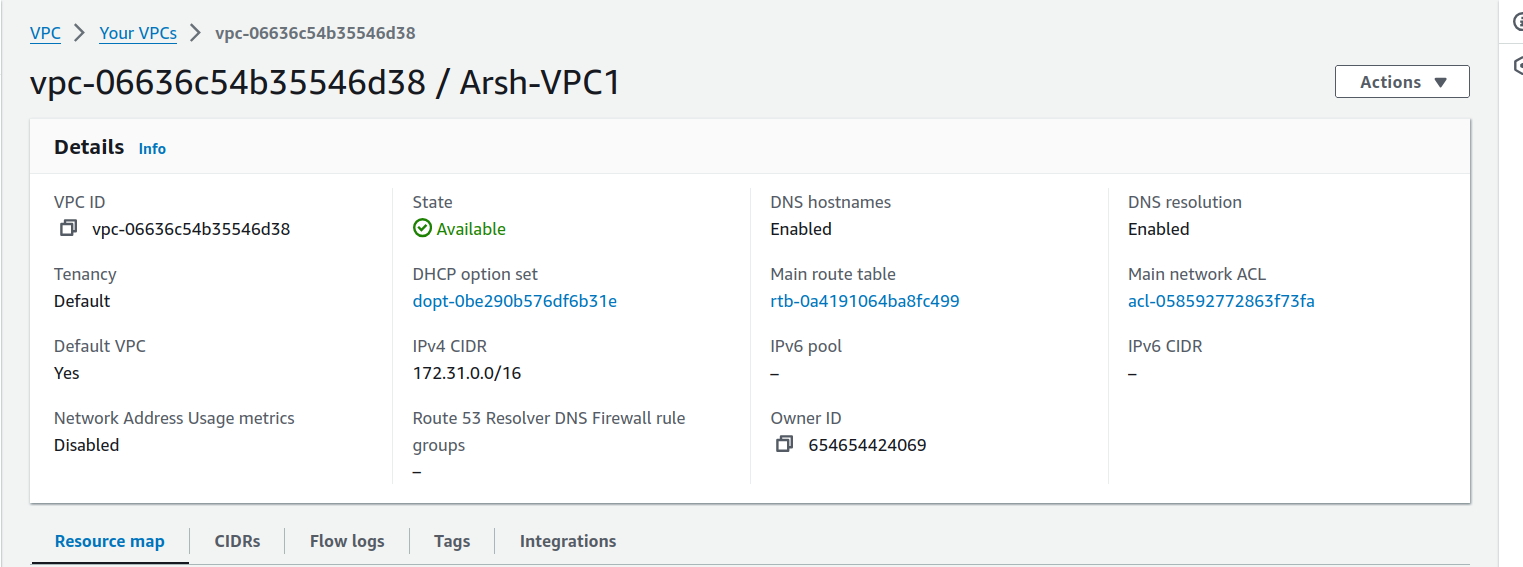 VPC > Your VPCs > vpc-06636c54b35546d38
vpc-06636c54b35546d38 / Arsh-VPC1
Actions
Details Info
VPC ID
vpc-06636c54b35546d38
State
Available
DNS hostnames
Enabled
DNS resolution
Enabled
Tenancy
Default
DHCP option set
dopt-0be290b576df6b31e
Main route table
rtb-0a4191064ba8fc499
Main network ACL
acl-058592772863f73fa
Default VPC
Yes
IPv4 CIDR
172.31.0.0/16
IPv6 pool
–
IPv6 CIDR
–
Network Address Usage metrics
Disabled
Route 53 Resolver DNS Firewall rule
groups
–
Owner ID
654654424069
Resource map CIDRs Flow logs Tags Integrations